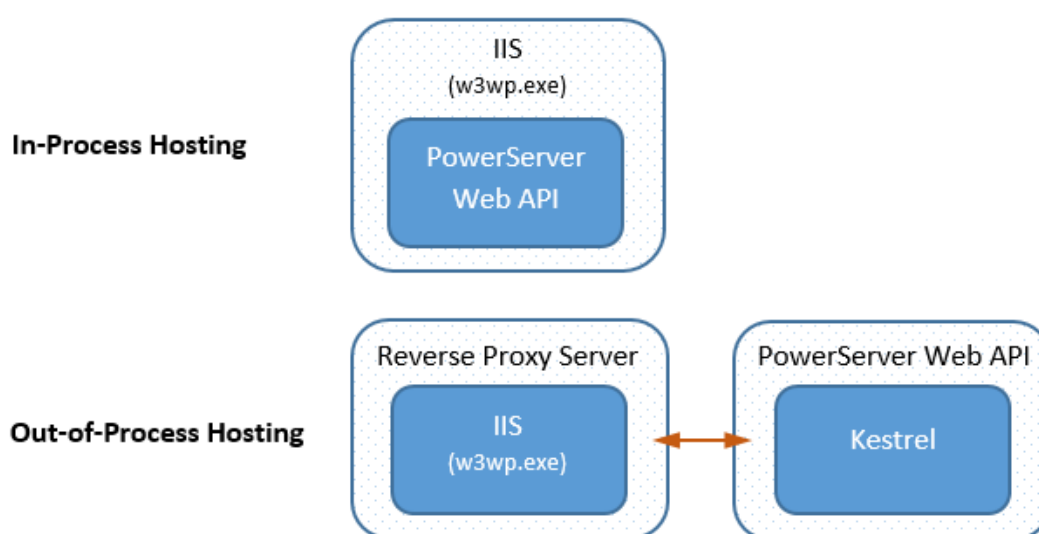 IIS
(w3wp.exe)
In-Process Hosting
PowerServer
Web API
Reverse Proxy Server
PowerServer Web API
Out-of-Process Hosting
IIS
(w3wp.exe)
Kestrel